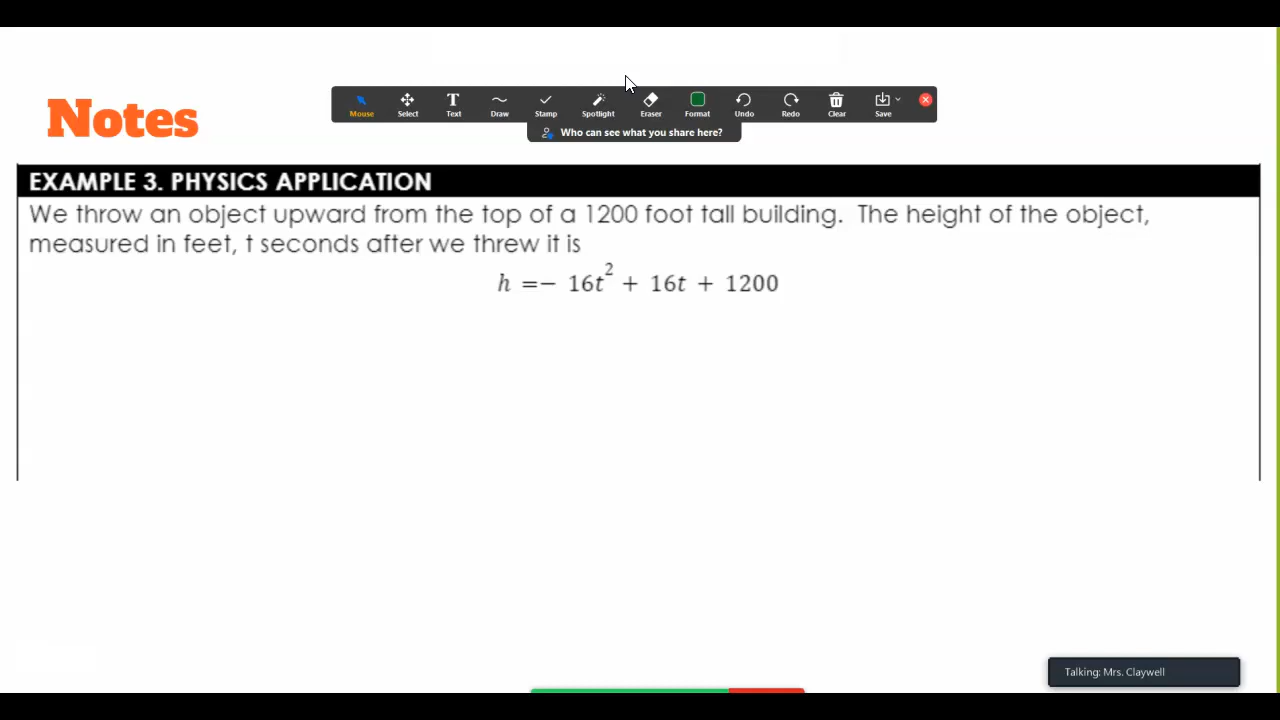 Notes
Mouse Select Text Draw Stamp Spotlight Eraser Format Undo Redo Clear Save
Who can see what you share here?
EXAMPLE 3. PHYSICS APPLICATION
We throw an object upward from the top of a 1200 foot tall building. The height of the object,
measured in feet, t seconds after we threw it is
h =− 16t² + 16t + 1200
Talking: Mrs. Claywell